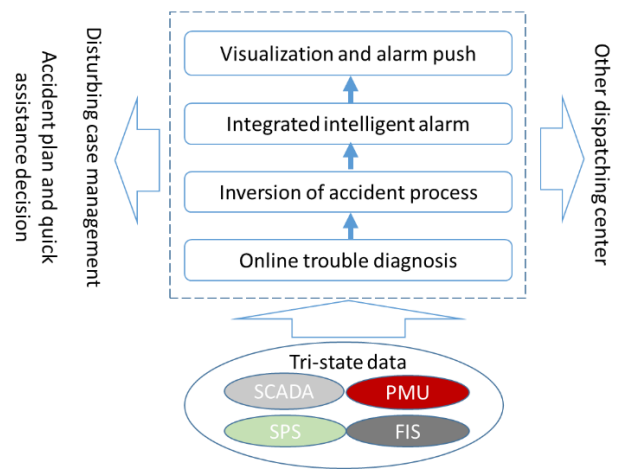 Disturbing case management
Accident plan and quick
assistance decision
Visualization and alarm push
Integrated intelligent alarm
Inversion of accident process
Online trouble diagnosis
Other dispatching center
Tri-state data
SCADA
PMU
SPS
FIS